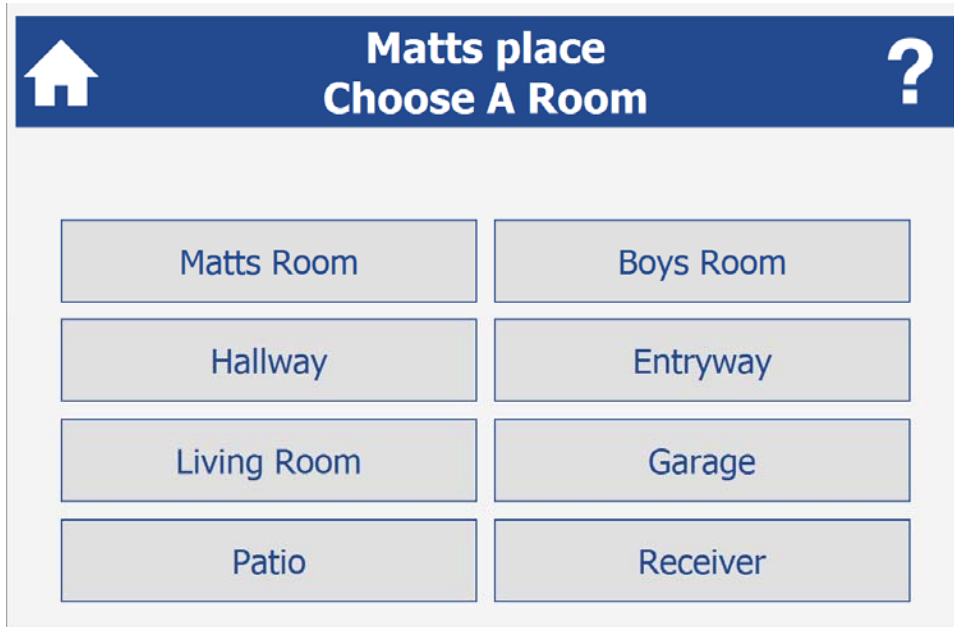 Matts place
Choose A Room
?
Matts Room
Boys Room
Hallway
Entryway
Living Room
Garage
Patio
Receiver